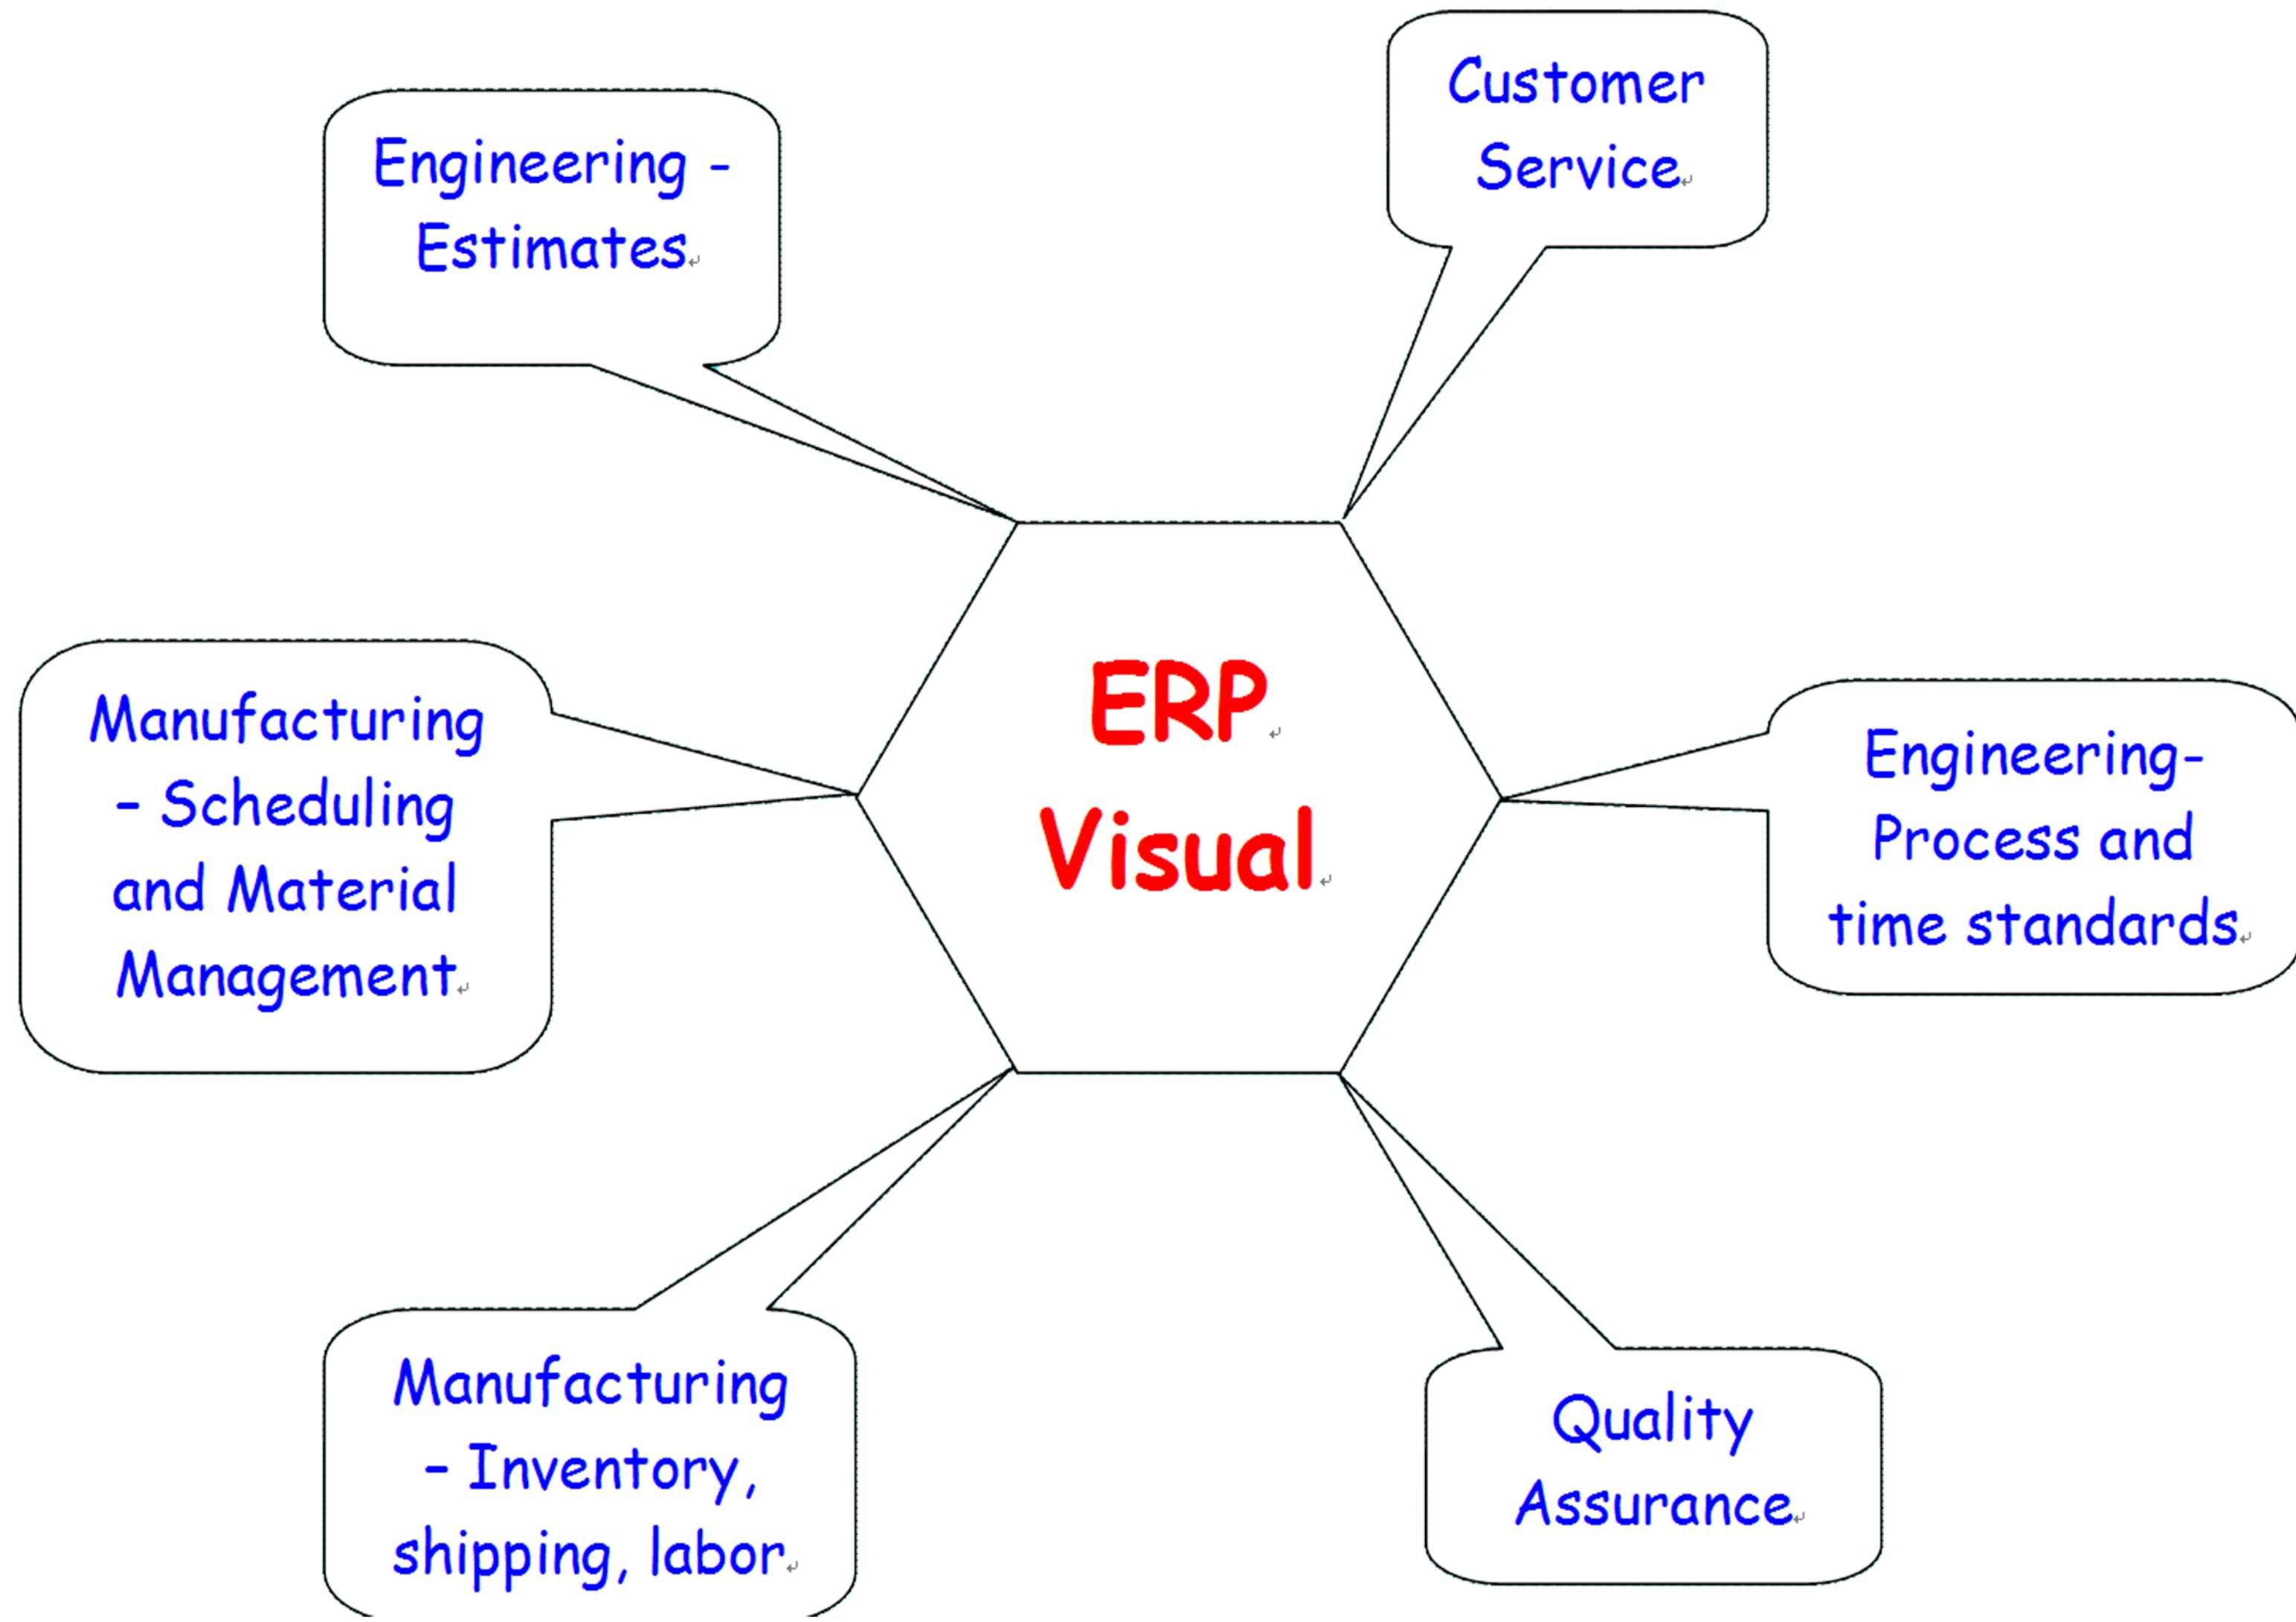 Engineering -
Estimates
Customer
Service
Manufacturing
– Scheduling
and Material
Management
ERP
Visual
Engineering-
Process and
time standards
Manufacturing
– Inventory,
shipping, labor
Quality
Assurance